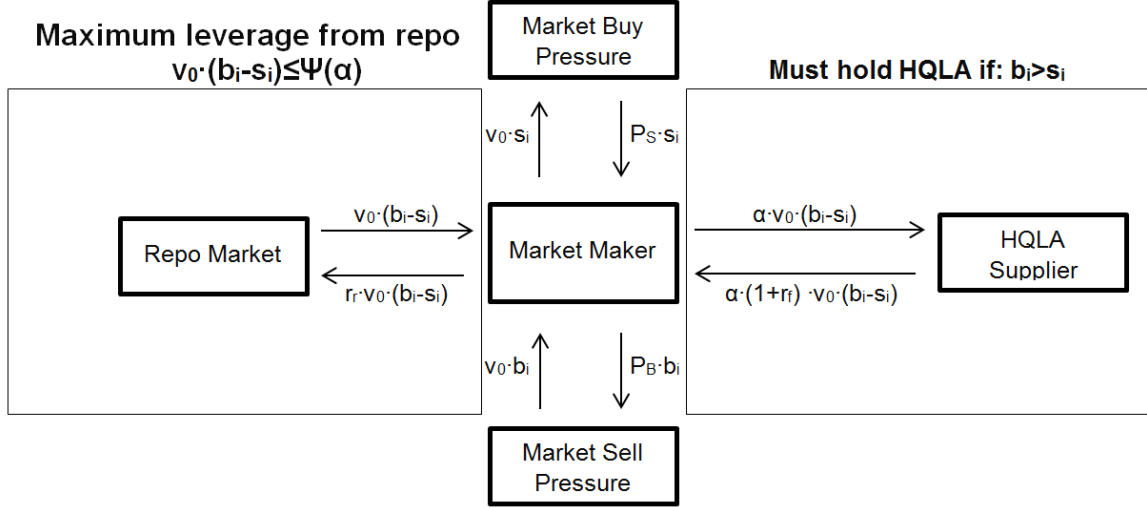 Maximum leverage from repo
v₀·(bᵢ-sᵢ)≤Ψ(α)
Market Buy
Pressure
Must hold HQLA if: bᵢ>sᵢ
v₀·sᵢ
P_S·sᵢ
Repo Market
v₀·(bᵢ-sᵢ)
rᵣ·v₀·(bᵢ-sᵢ)
Market Maker
α·v₀·(bᵢ-sᵢ)
α·(1+r_f) ·v₀·(bᵢ-sᵢ)
HQLA
Supplier
v₀·bᵢ
P_B·bᵢ
Market Sell
Pressure